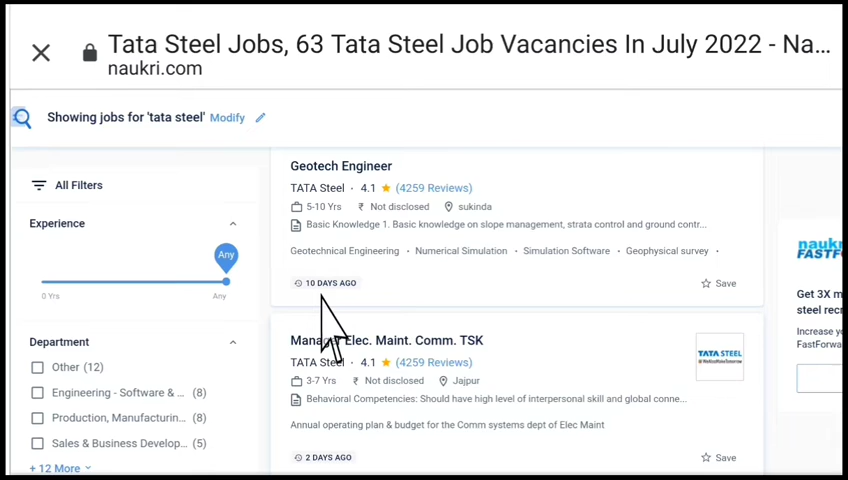 Tata Steel Jobs, 63 Tata Steel Job Vacancies In July 2022 - Na...
naukri.com
Showing jobs for 'tata steel' Modify
All Filters
Experience
Any
0 Yrs Any
Department
Other (12)
Engineering - Software & ... (8)
Production, Manufacturin... (8)
Sales & Business Develop... (5)
+ 12 More
Geotech Engineer
TATA Steel · 4.1 (4259 Reviews)
5-10 Yrs ₹ Not disclosed sukinda
Basic Knowledge 1. Basic knowledge on slope management, strata control and ground contr...
Geotechnical Engineering · Numerical Simulation · Simulation Software · Geophysical survey ·
10 DAYS AGO Save
Manager Elec. Maint. Comm. TSK
TATA Steel · 4.1 (4259 Reviews)
3-7 Yrs ₹ Not disclosed Jajpur
Behavioral Competencies: Should have high level of interpersonal skill and global conne...
Annual operating plan & budget for the Comm systems dept of Elec Maint
2 DAYS AGO Save
TATA STEEL
nauk
FASTF
Get 3X m
steel recr
Increase y
FastForwa